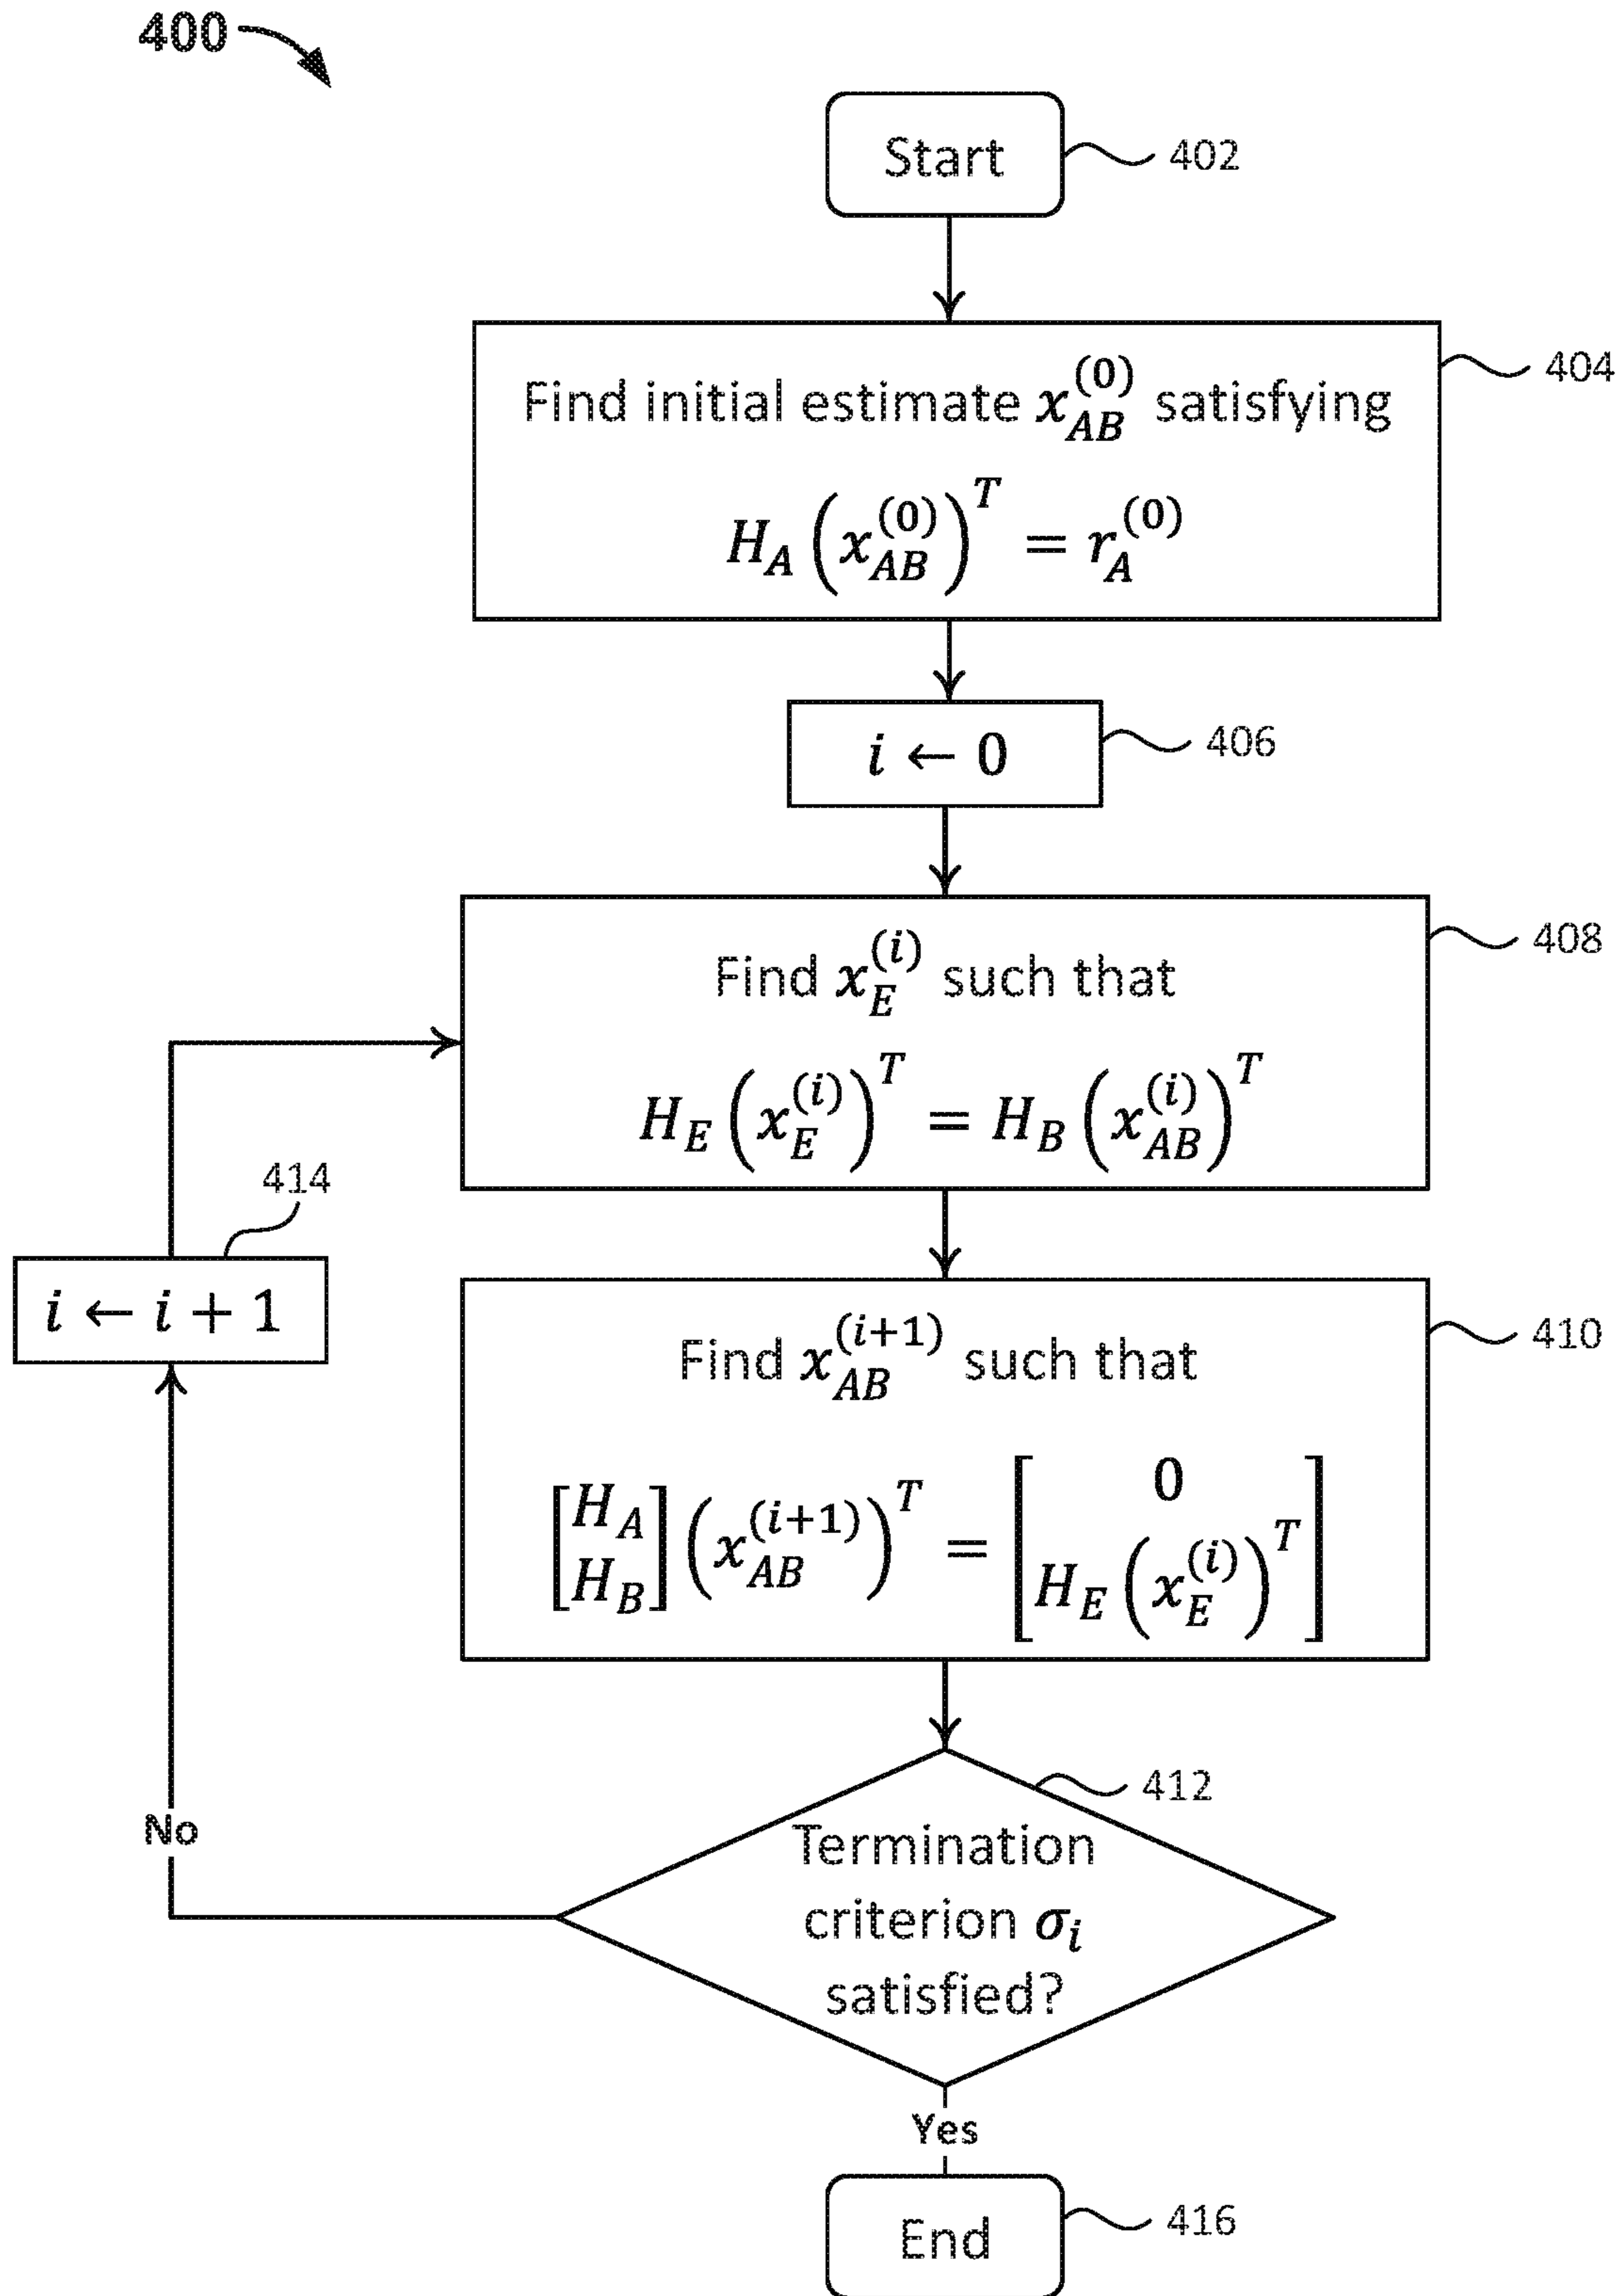 400
Start
402
Find initial estimate x_{AB}^{(0)} satisfying
404
H_A (x_{AB}^{(0)})^T = r_A^{(0)}
i ← 0
406
Find x_E^{(i)} such that
408
H_E (x_E^{(i)})^T = H_B (x_{AB}^{(i)})^T
414
i ← i + 1
Find x_{AB}^{(i+1)} such that
410
[H_A; H_B] (x_{AB}^{(i+1)})^T = [0; H_E (x_E^{(i)})^T]
412
Termination
criterion σ_i
satisfied?
No
Yes
End
416